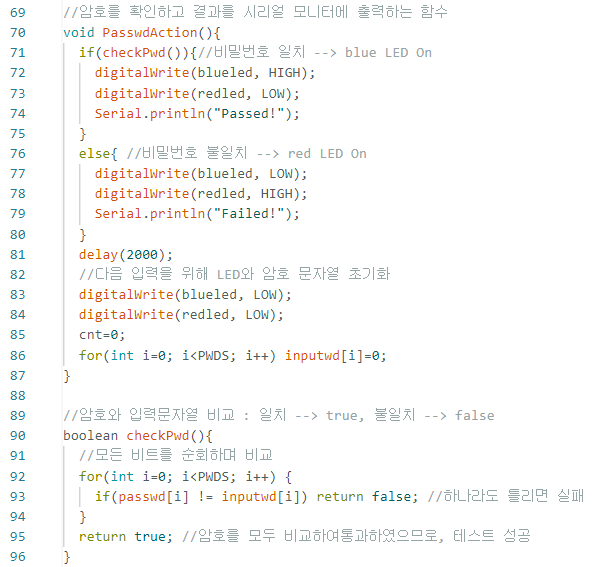 69 //암호를 확인하고 결과를 시리얼 모니터에 출력하는 함수
70 void PasswdAction(){
71   if(checkPwd()){//비밀번호 일치 --> blue LED On
72     digitalWrite(blueled, HIGH);
73     digitalWrite(redled, LOW);
74     Serial.println("Passed!");
75   }
76   else{ //비밀번호 불일치 --> red LED On
77     digitalWrite(blueled, LOW);
78     digitalWrite(redled, HIGH);
79     Serial.println("Failed!");
80   }
81   delay(2000);
82   //다음 입력을 위해 LED와 암호 문자열 초기화
83   digitalWrite(blueled, LOW);
84   digitalWrite(redled, LOW);
85   cnt=0;
86   for(int i=0; i<PWDS; i++) inputwd[i]=0;
87 }
88
89 //암호와 입력문자열 비교 : 일치 --> true, 불일치 --> false
90 boolean checkPwd(){
91   //모든 비트를 순회하며 비교
92   for(int i=0; i<PWDS; i++) {
93     if(passwd[i] != inputwd[i]) return false; //하나라도 틀리면 실패
94   }
95   return true; //암호를 모두 비교하여통과하였으므로, 테스트 성공
96 }